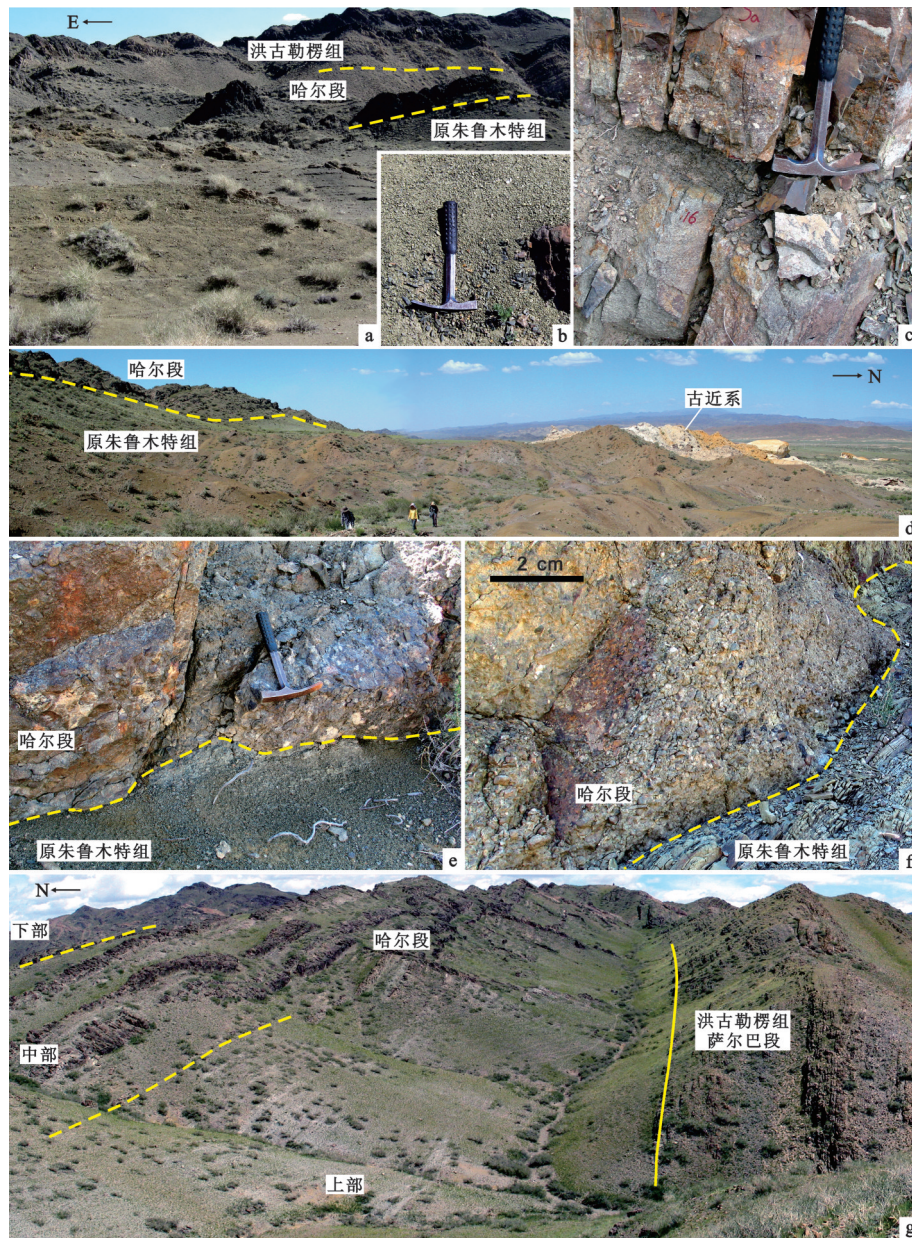 E ←
洪古勒楞组
哈尔段
原朱鲁木特组
a
b
5a
16
c
哈尔段
原朱鲁木特组
古近系
→ N
d
哈尔段
原朱鲁木特组
e
2 cm
哈尔段
原朱鲁木特组
f
N ←
下部
哈尔段
中部
洪古勒楞组
萨尔巴段
上部
g